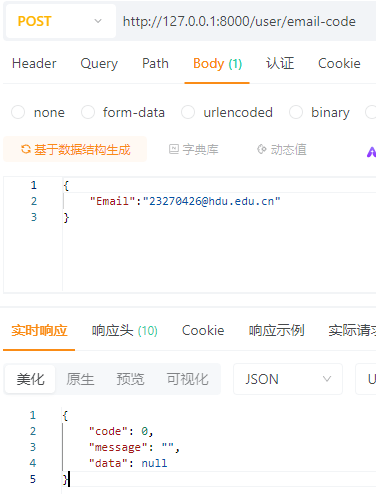 POST http://127.0.0.1:8000/user/email-code
Header Query Path Body (1) 认证 Cookie
none form-data urlencoded binary
基于数据结构生成 字典库 动态值
1 {
2 "Email":"23270426@hdu.edu.cn"
3 }
实时响应 响应头 (10) Cookie 响应示例 实际请求
美化 原生 预览 可视化 JSON U
1 {
2 "code": 0,
3 "message": "",
4 "data": null
5 }